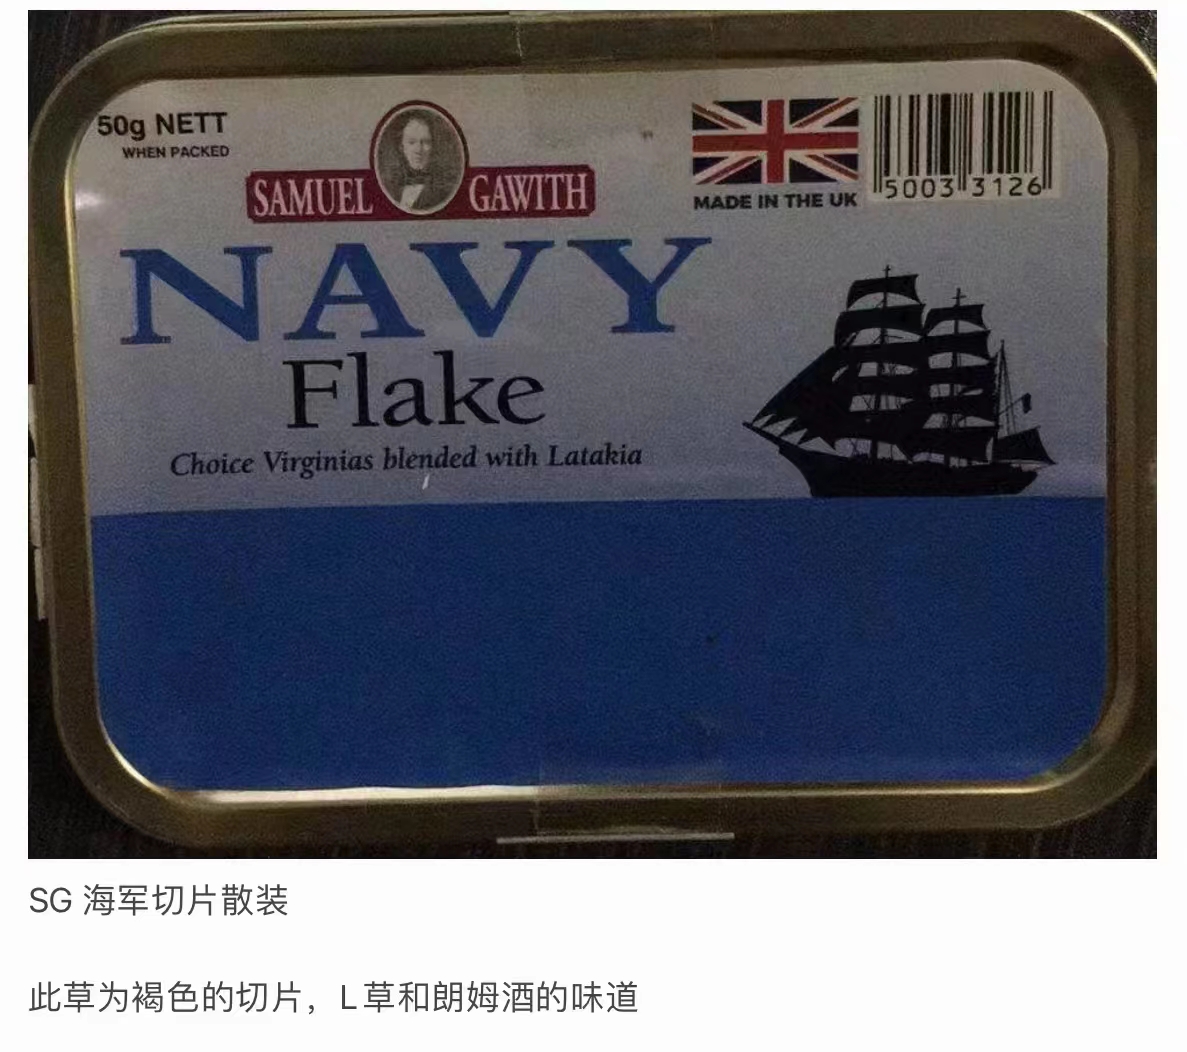 50g NETT
WHEN PACKED
SAMUEL GAWITH
MADE IN THE UK
5003 3126
NAVY
Flake
Choice Virginias blended with Latakia
SG 海军切片散装
此草为褐色的切片，L草和朗姆酒的味道